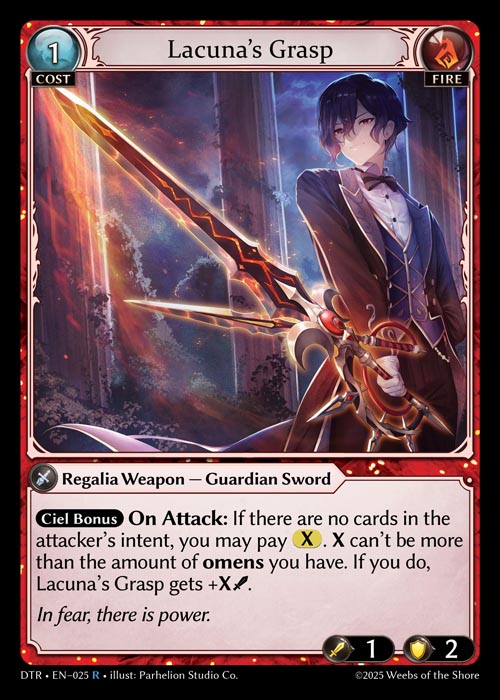 1
COST
Lacuna's Grasp
FIRE
Regalia Weapon — Guardian Sword
Ciel Bonus On Attack: If there are no cards in the
attacker's intent, you may pay X. X can't be more
than the amount of omens you have. If you do,
Lacuna's Grasp gets +X.
In fear, there is power.
1
2
DTR • EN–025 R • illust: Parhelion Studio Co.
©2025 Weebs of the Shore